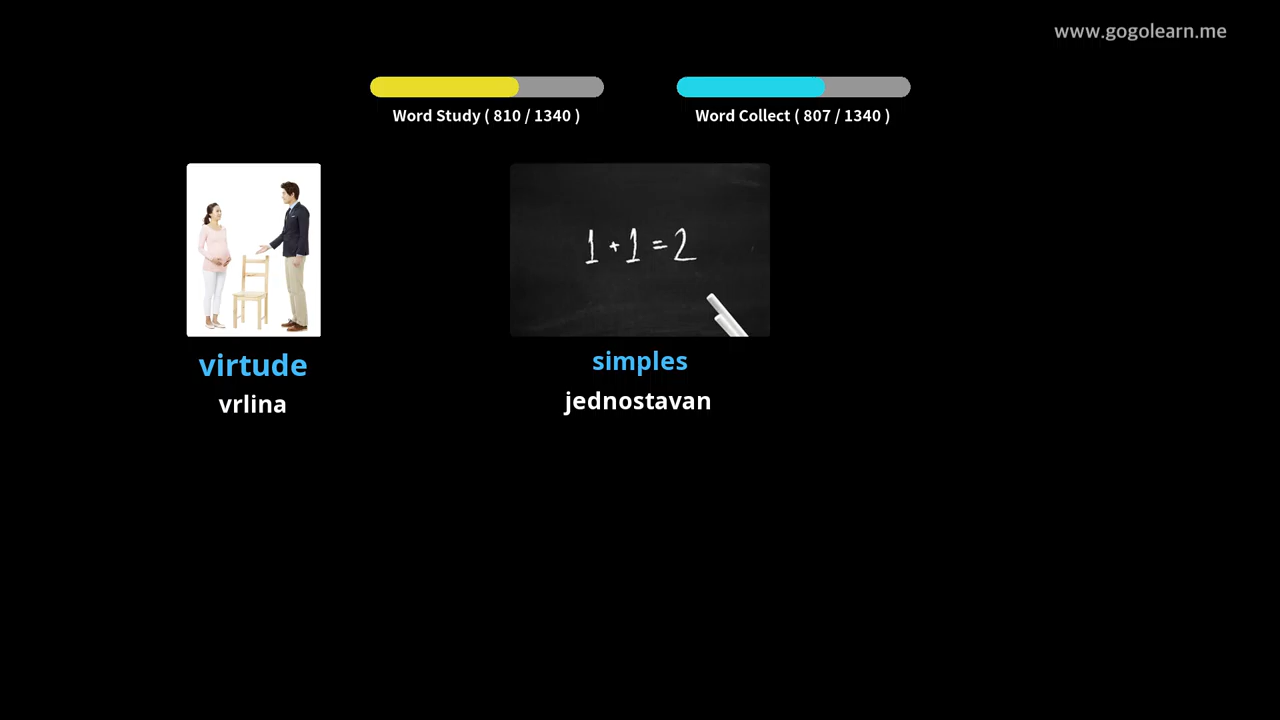 www.gogolearn.me
Word Study ( 810 / 1340 )
Word Collect ( 807 / 1340 )
1 + 1 = 2
virtude
vrlina
simples
jednostavan